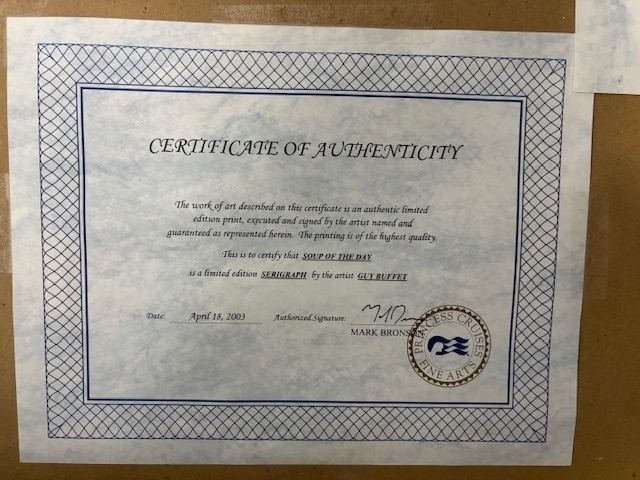 CERTIFICATE OF AUTHENTICITY
The work of art described on this certificate is an authentic limited
edition print, executed and signed by the artist named and
guaranteed as represented herein. The printing is of the highest quality.
This is to certify that SOUP OF THE DAY
is a limited edition SERIGRAPH by the artist GUY BUFFET
Date: April 18, 2003 Authorized Signature:
MARK BRONS
PRINCESS CRUISES
FINE ARTS